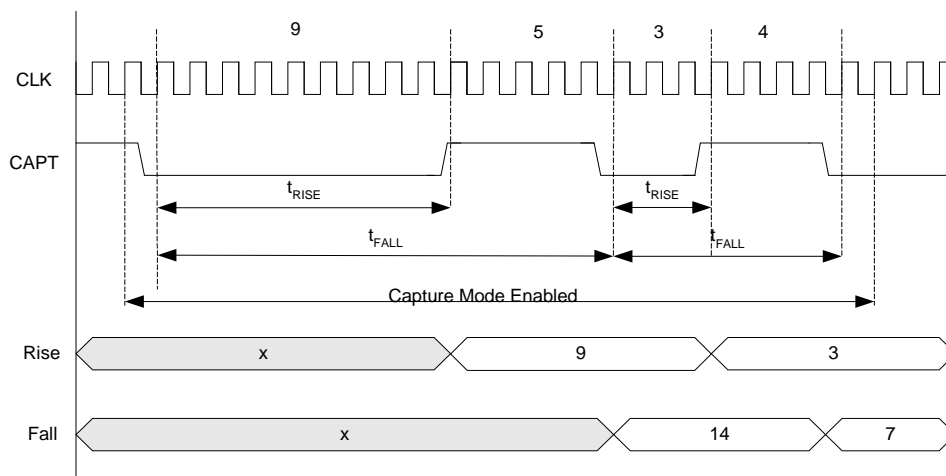 9 5 3 4
CLK
CAPT
tRISE tRISE
tFALL tFALL
Capture Mode Enabled
Rise x 9 3
Fall x 14 7